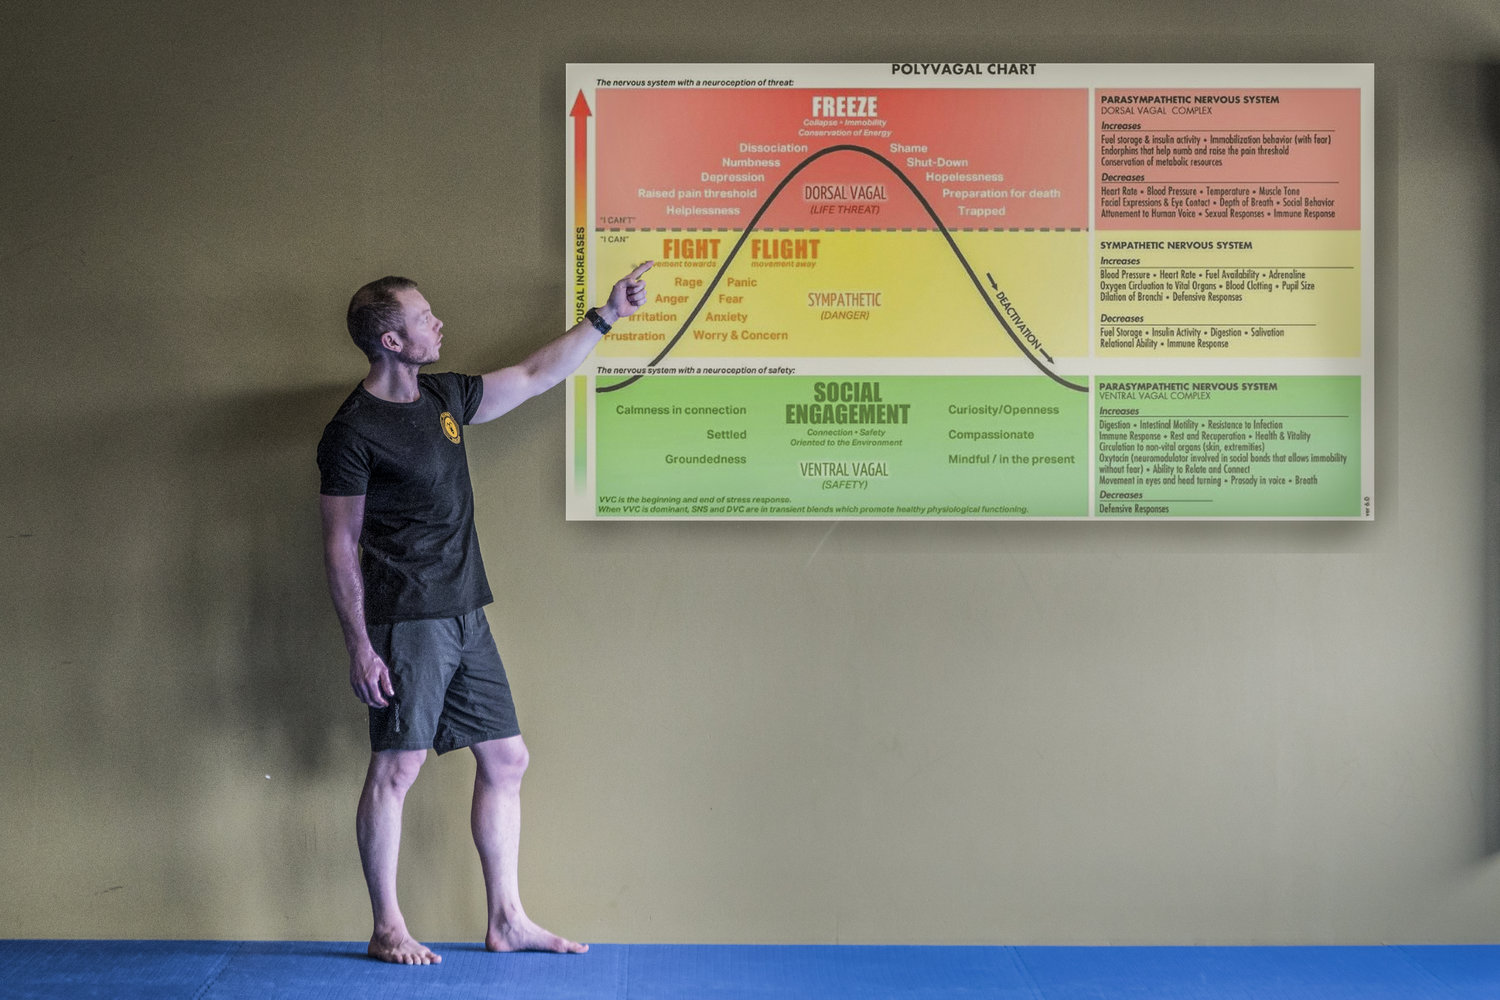 POLYVAGAL CHART
The nervous system with a neuroception of threat:
FREEZE
Collapse • Immobility
Conservation of Energy
Dissociation
Numbness
Depression
Raised pain threshold
Helplessness
Shame
Shut-Down
Hopelessness
Preparation for death
Trapped
DORSAL VAGAL
(LIFE THREAT)
"I CAN'T"
"I CAN"
FIGHT
towards
FLIGHT
movement away
Rage
Anger
Irritation
Frustration
Panic
Fear
Anxiety
Worry & Concern
SYMPATHETIC
(DANGER)
DEACTIVATION
INCREASES
The nervous system with a neuroception of safety:
SOCIAL
ENGAGEMENT
Connection • Safety
Oriented to the Environment
Calmness in connection
Settled
Groundedness
Curiosity/Openness
Compassionate
Mindful / in the present
VENTRAL VAGAL
(SAFETY)
VVC is the beginning and end of stress response.
When VVC is dominant, SNS and DVC are in transient blends which promote healthy physiological functioning.
PARASYMPATHETIC NERVOUS SYSTEM
DORSAL VAGAL COMPLEX
Increases
Fuel storage & insulin activity • Immobilization behavior (with fear)
Endorphins that help numb and raise the pain threshold
Conservation of metabolic resources
Decreases
Heart Rate • Blood Pressure • Temperature • Muscle Tone
Facial Expressions & Eye Contact • Depth of Breath • Social Behavior
Attunement to Human Voice • Sexual Responses • Immune Response
SYMPATHETIC NERVOUS SYSTEM
Increases
Blood Pressure • Heart Rate • Fuel Availability • Adrenaline
Oxygen Circluation to Vital Organs • Blood Clotting • Pupil Size
Dilation of Bronchi • Defensive Responses
Decreases
Fuel Storage • Insulin Activity • Digestion • Salivation
Relational Ability • Immune Response
PARASYMPATHETIC NERVOUS SYSTEM
VENTRAL VAGAL COMPLEX
Increases
Digestion • Intestinal Motility • Resistance to Infection
Immune Response • Rest and Recuperation • Health & Vitality
Circulation to non-vital organs (skin, extremities)
Oxytocin (neuromodulator involved in social bonds that allows immobility
without fear) • Ability to Relate and Connect
Movement in eyes and head turning • Prosody in voice • Breath
Decreases
Defensive Responses
ver 6.0